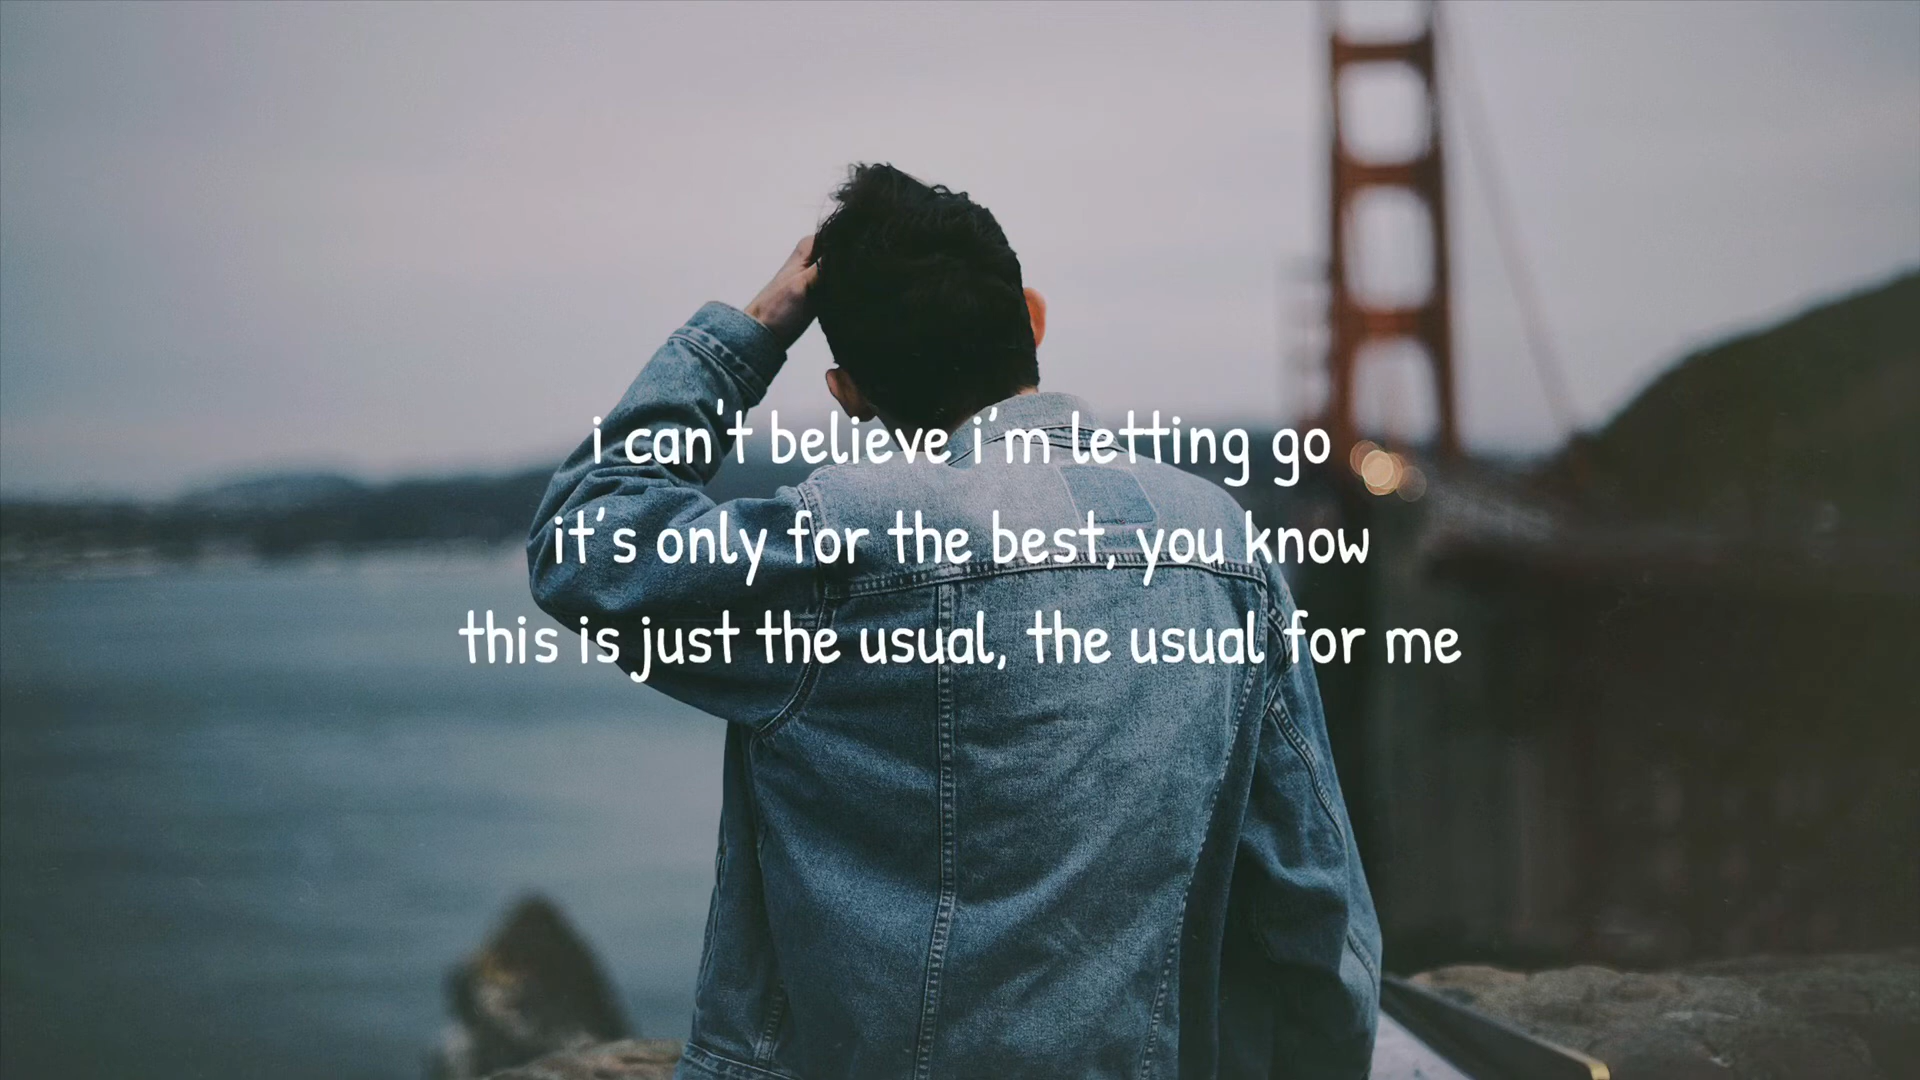 i can't believe i'm letting go
it's only for the best, you know
this is just the usual, the usual for me